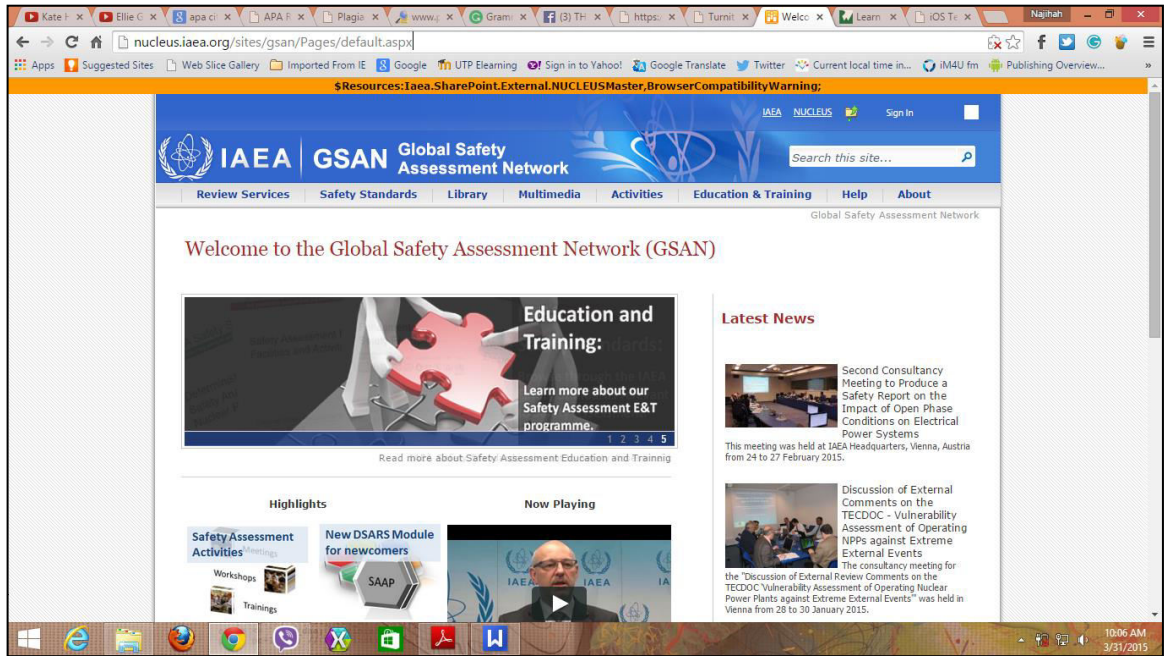 Kate H
Ellie G
apa ci
APA R
Plagia
www.p
Gram
(3) TH
https:
Turnit
Welco
Learn
iOS Te
Najihah
nucleus.iaea.org/sites/gsan/Pages/default.aspx
Apps Suggested Sites Web Slice Gallery Imported From IE Google UTP Elearning Sign in to Yahoo! Google Translate Twitter Current local time in... iM4U fm Publishing Overview... »
$Resources:Iaea.SharePoint.External.NUCLEUSMaster,BrowserCompatibilityWarning;
IAEA NUCLEUS Sign In
IAEA GSAN Global Safety
Assessment Network
Search this site...
Review Services Safety Standards Library Multimedia Activities Education & Training Help About
Global Safety Assessment Network
Welcome to the Global Safety Assessment Network (GSAN)
Education and
Training:
Learn more about our
Safety Assessment E&T
programme.
1 2 3 4 5
Read more about Safety Assessment Education and Trainnig
Highlights
Safety Assessment
Activities
Meetings
Workshops
Trainings
New DSARS Module
for newcomers
SAAP
Now Playing
IAEA IAEA IA
Latest News
Second Consultancy
Meeting to Produce a
Safety Report on the
Impact of Open Phase
Conditions on Electrical
Power Systems
This meeting was held at IAEA Headquarters, Vienna, Austria
from 24 to 27 February 2015.
Discussion of External
Comments on the
TECDOC - Vulnerability
Assessment of Operating
NPPs against Extreme
External Events
The consultancy meeting for
the "Discussion of External Review Comments on the
TECDOC 'Vulnerability Assessment of Operating Nuclear
Power Plants against Extreme External Events'" was held in
Vienna from 28 to 30 January 2015.
10:06 AM
3/31/2015